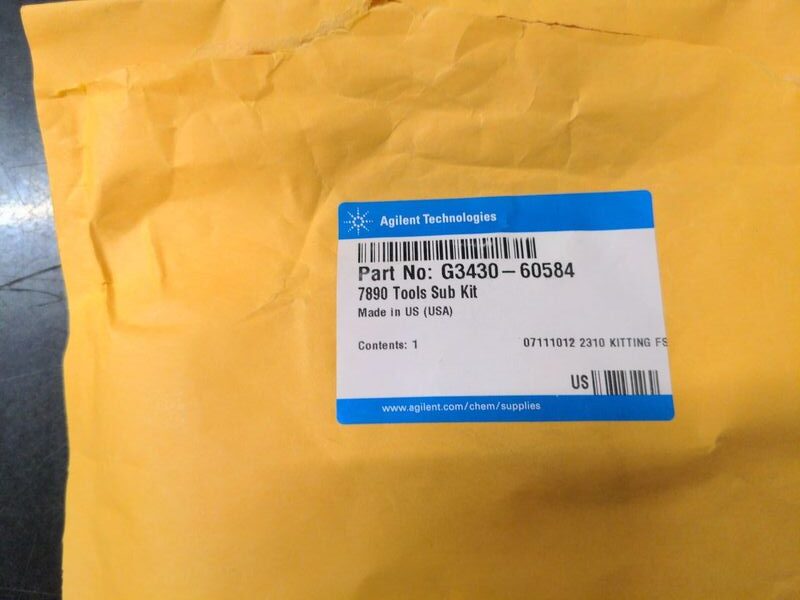 Agilent Technologies
Part No: G3430-60584
7890 Tools Sub Kit
Made in US (USA)
Contents: 1 07111012 2310 KITTING FS
US
www.agilent.com/chem/supplies